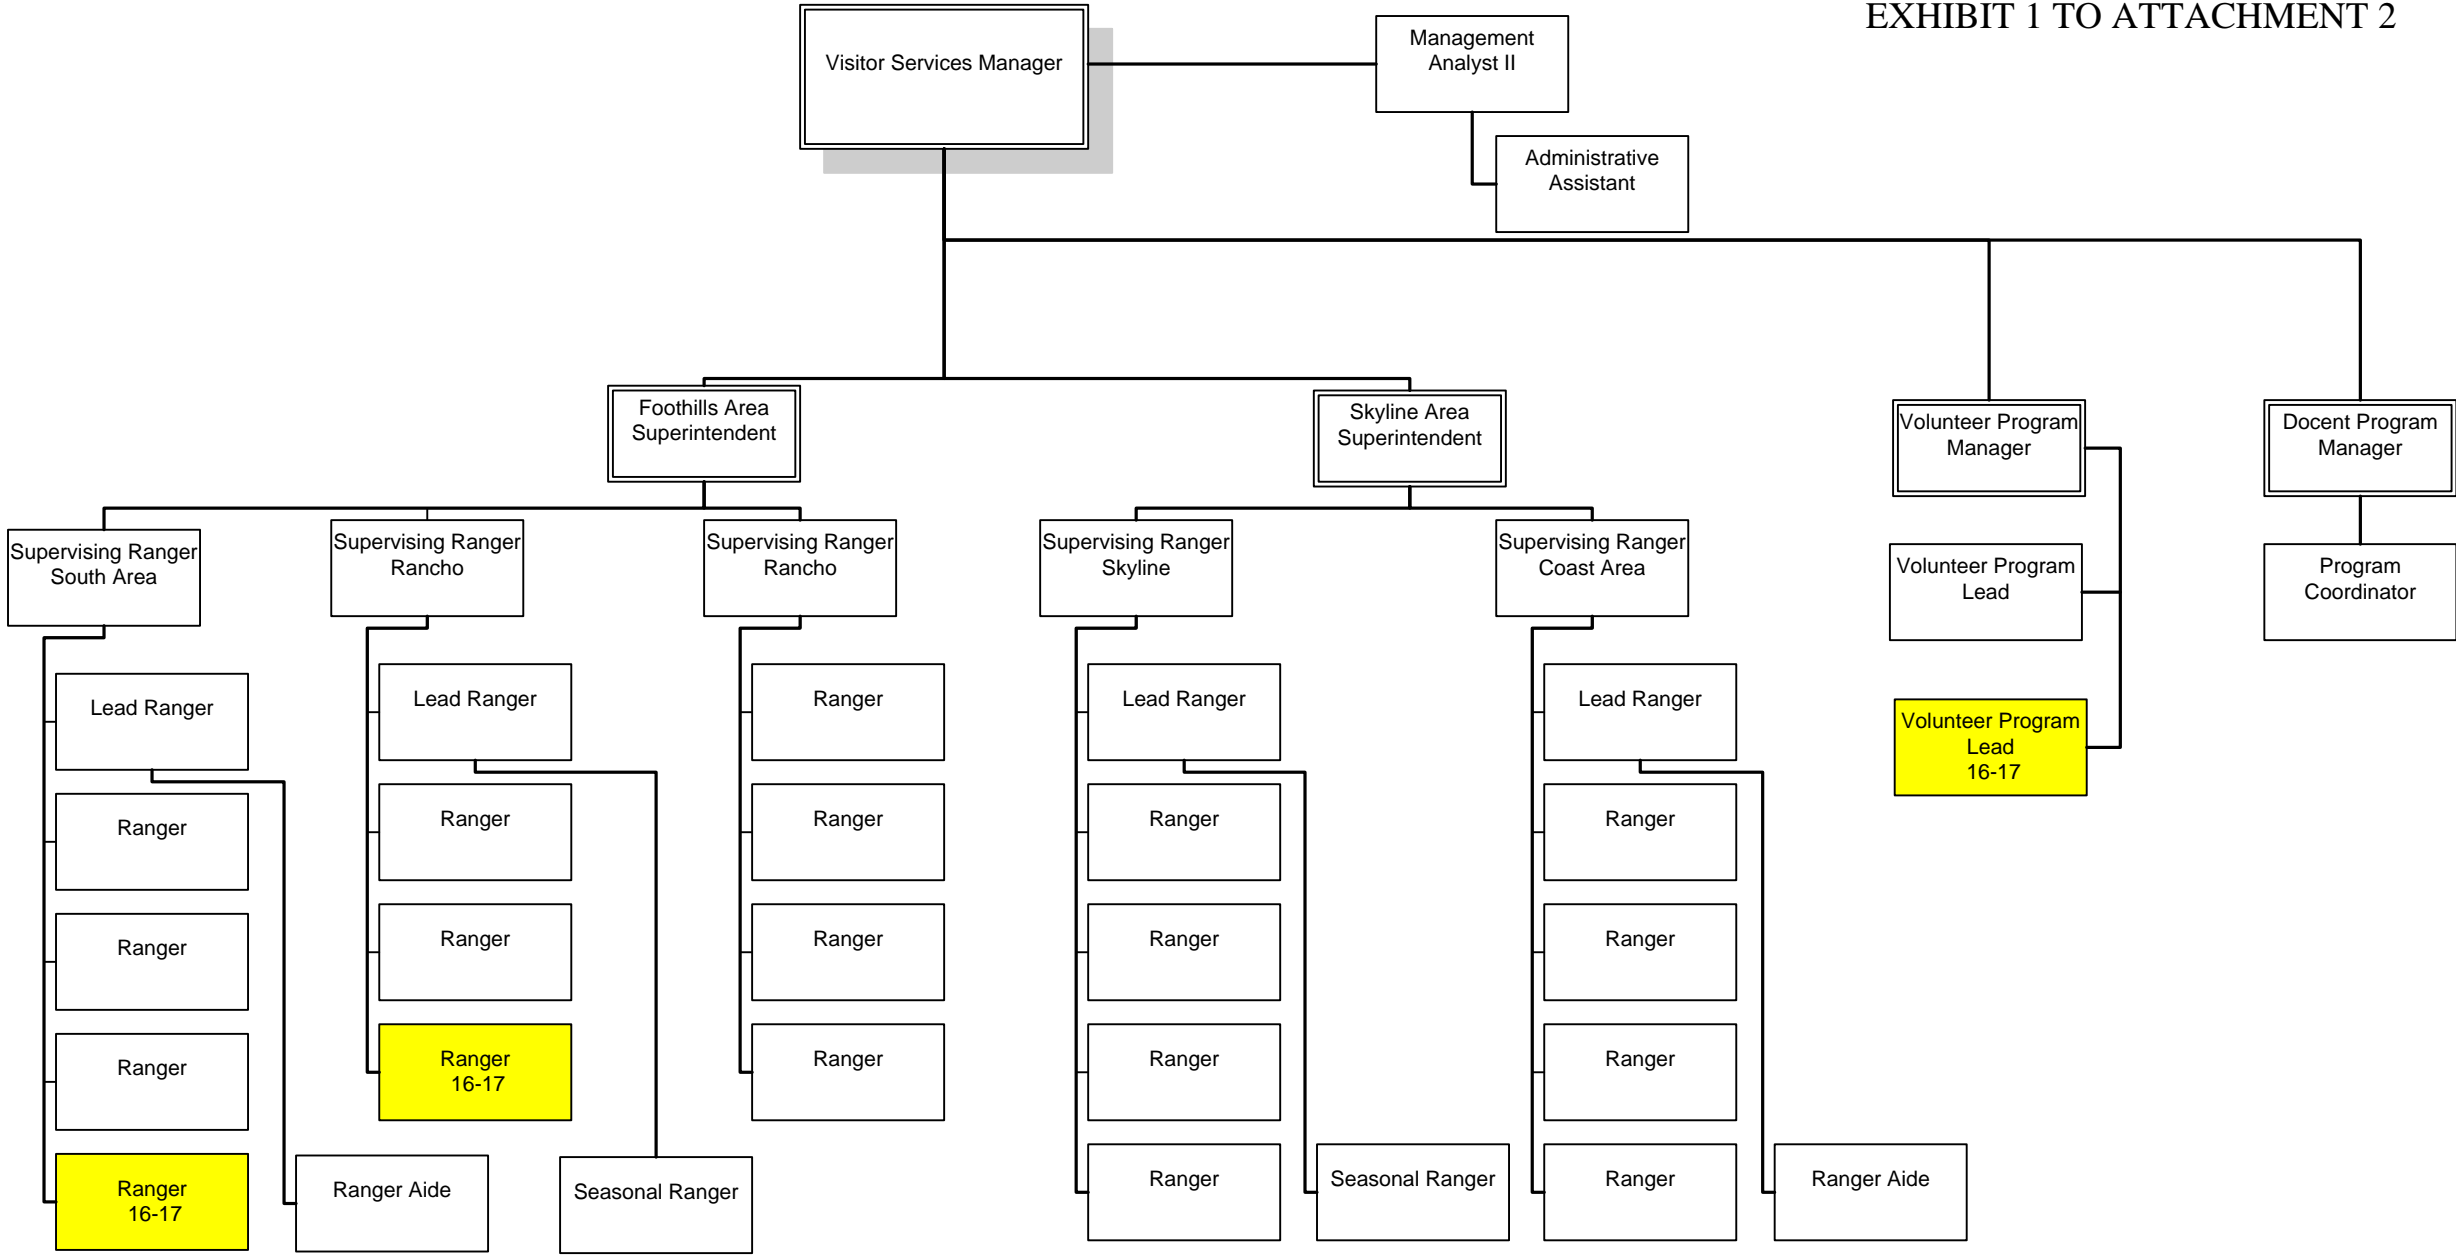 EXHIBIT 1 TO ATTACHMENT 2
Visitor Services Manager
Management
Analyst II
Administrative
Assistant
Foothills Area
Superintendent
Skyline Area
Superintendent
Volunteer Program
Manager
Docent Program
Manager
Supervising Ranger
South Area
Supervising Ranger
Rancho
Supervising Ranger
Rancho
Supervising Ranger
Skyline
Supervising Ranger
Coast Area
Volunteer Program
Lead
Program
Coordinator
Lead Ranger
Lead Ranger
Ranger
Lead Ranger
Lead Ranger
Volunteer Program
Lead
16-17
Ranger
Ranger
Ranger
Ranger
Ranger
Ranger
Ranger
Ranger
Ranger
Ranger
Ranger
Ranger
16-17
Ranger
Ranger
Ranger
Ranger
16-17
Ranger Aide
Seasonal Ranger
Ranger
Seasonal Ranger
Ranger
Ranger Aide